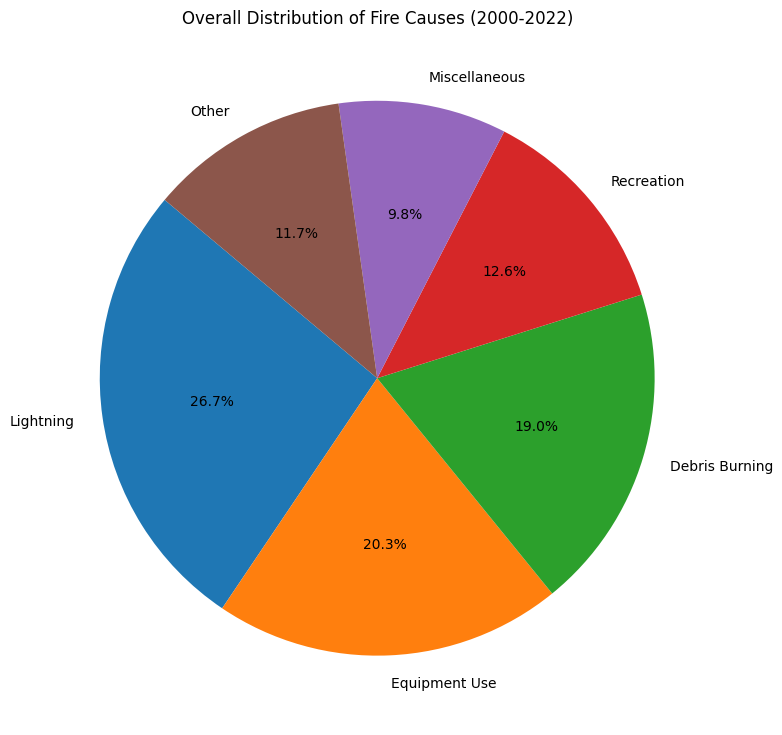 Overall Distribution of Fire Causes (2000-2022)
Miscellaneous
Other
Recreation
9.8%
11.7%
12.6%
26.7%
Lightning
19.0%
Debris Burning
20.3%
Equipment Use